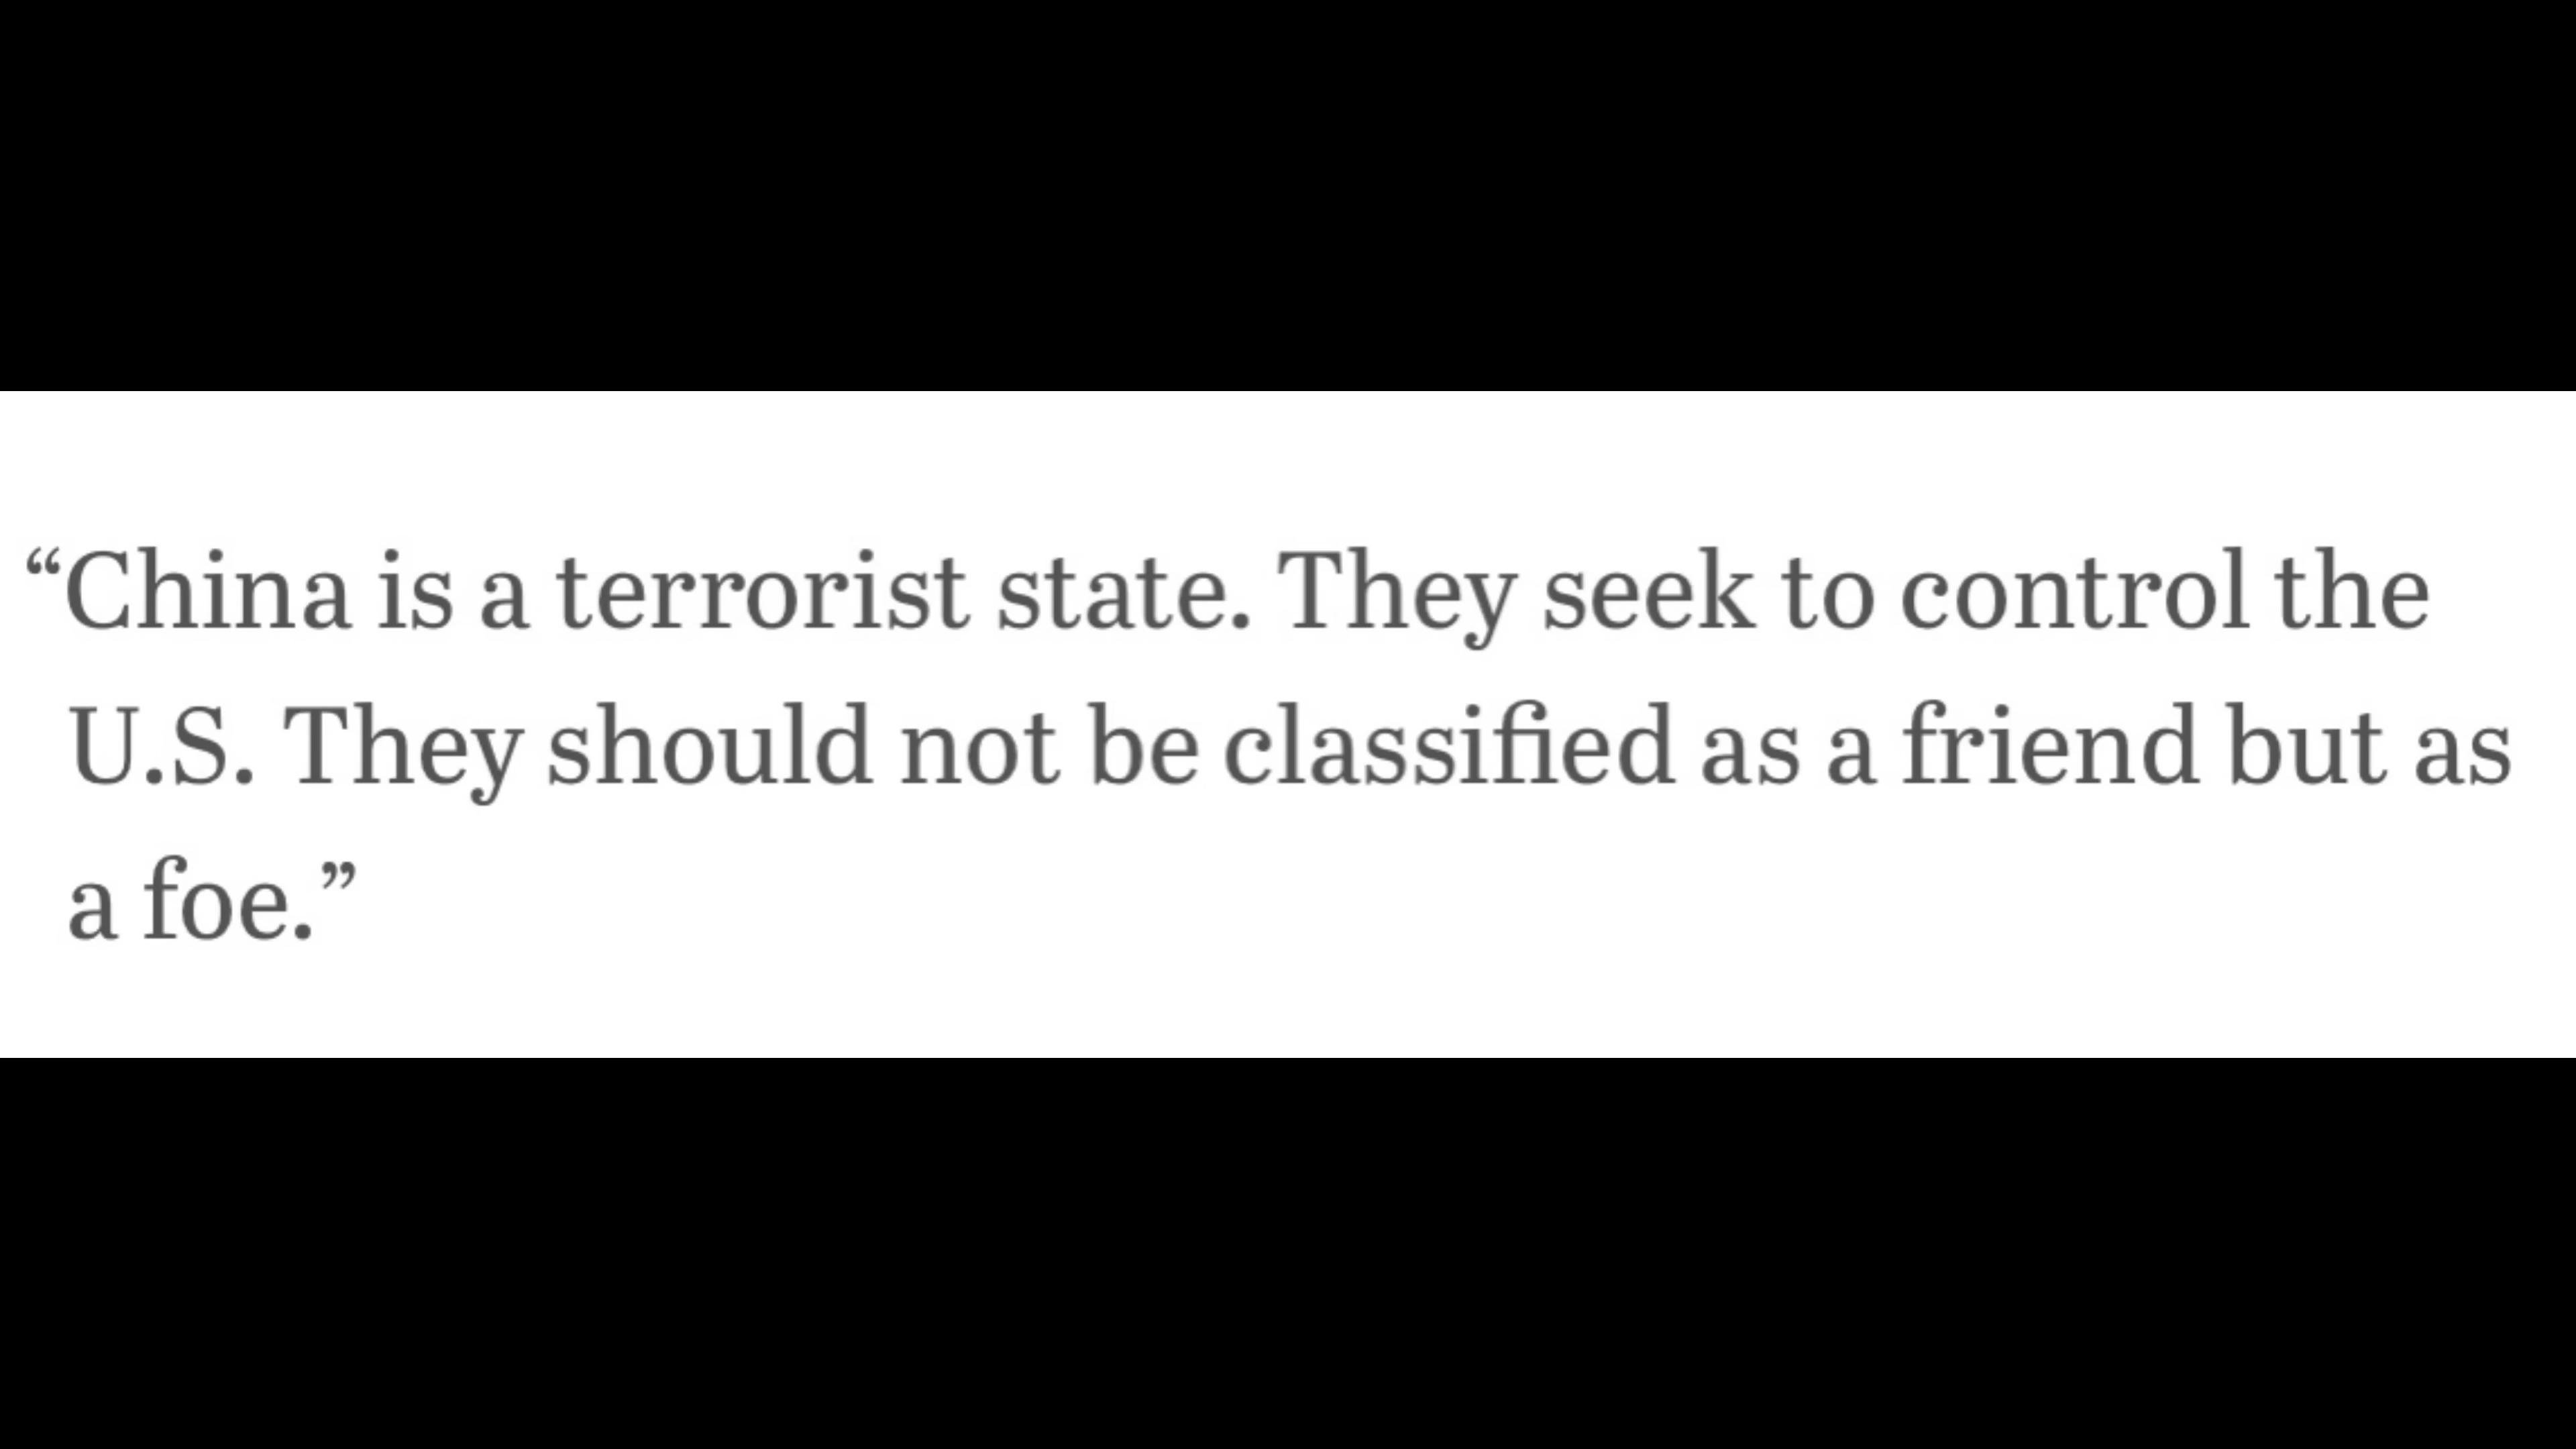 “China is a terrorist state. They seek to control the
U.S. They should not be classified as a friend but as
a foe.”